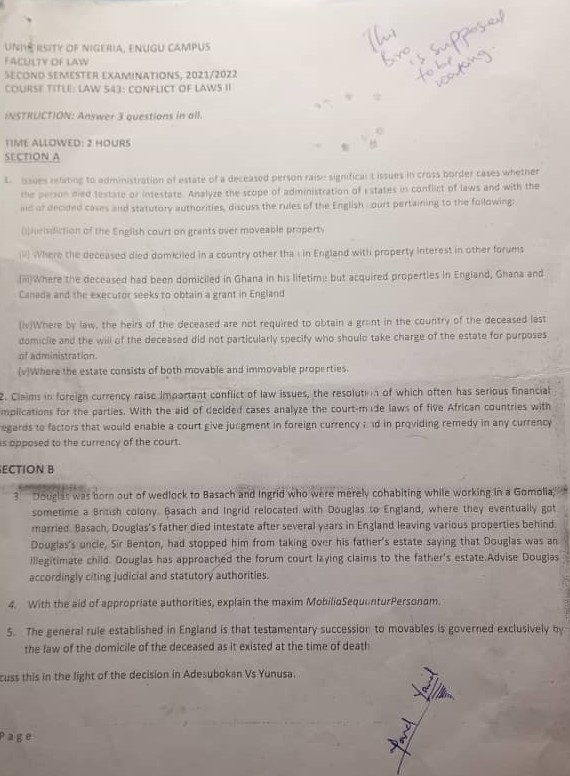 This
Biro
is supposed
to be
working.
UNIVERSITY OF NIGERIA, ENUGU CAMPUS
FACULTY OF LAW
SECOND SEMESTER EXAMINATIONS, 2021/2022
COURSE TITLE: LAW 543: CONFLICT OF LAWS II
INSTRUCTION: Answer 3 questions in all.
TIME ALLOWED: 2 HOURS
SECTION A
1. Issues relating to administration of estate of a deceased person raise significant issues in cross border cases whether
the person died testate or intestate. Analyze the scope of administration of estates in conflict of laws and with the
aid of decided cases and statutory authorities, discuss the rules of the English court pertaining to the following:
(i)Jurisdiction of the English court on grants over moveable property
(ii) Where the deceased died domiciled in a country other than in England with property interest in other forums
(iii)Where the deceased had been domiciled in Ghana in his lifetime but acquired properties in England, Ghana and
Canada and the executor seeks to obtain a grant in England
(iv)Where by law, the heirs of the deceased are not required to obtain a grant in the country of the deceased last
domicile and the will of the deceased did not particularly specify who should take charge of the estate for purposes
of administration.
(v)Where the estate consists of both movable and immovable properties.
2. Claims in foreign currency raise important conflict of law issues, the resolution of which often has serious financial
implications for the parties. With the aid of decided cases analyze the court-made laws of five African countries with
regards to factors that would enable a court give judgment in foreign currency and in providing remedy in any currency
as opposed to the currency of the court.
SECTION B
3. Douglas was born out of wedlock to Basach and Ingrid who were merely cohabiting while working in a Gomolia,
sometime a British colony. Basach and Ingrid relocated with Douglas to England, where they eventually got
married. Basach, Douglas's father died intestate after several years in England leaving various properties behind.
Douglas's uncle, Sir Benton, had stopped him from taking over his father's estate saying that Douglas was an
illegitimate child. Douglas has approached the forum court laying claims to the father's estate.Advise Douglas
accordingly citing judicial and statutory authorities.
4. With the aid of appropriate authorities, explain the maxim MobiliaSequunturPersonam.
5. The general rule established in England is that testamentary succession to movables is governed exclusively by
the law of the domicile of the deceased as it existed at the time of death
cuss this in the light of the decision in Adesubokan Vs Yunusa.
Page